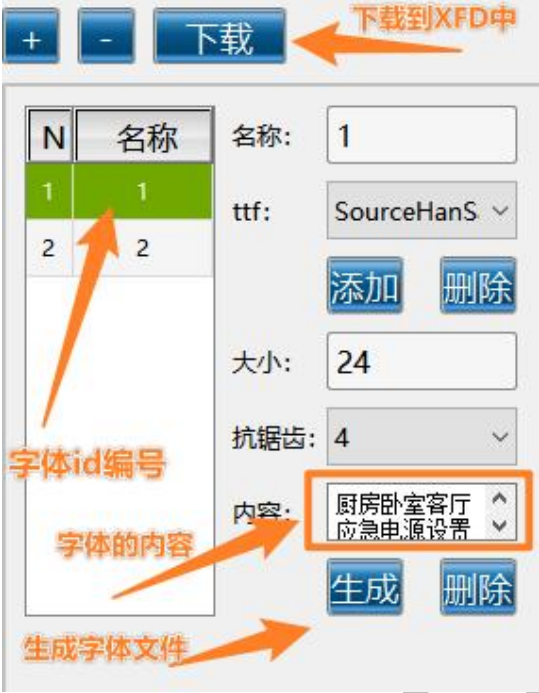 下载到XFD中
+ - 下载
N 名称
1 1
2 2
名称: 1
ttf: SourceHanS
添加 删除
大小: 24
抗锯齿: 4
字体id编号
内容: 厨房卧室客厅
应急电源设置
字体的内容
生成 删除
生成字体文件